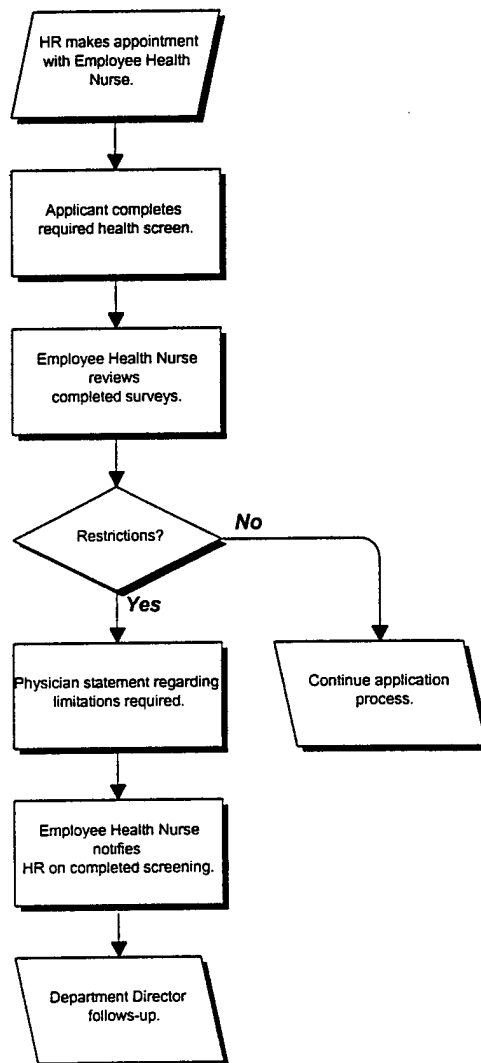 HR makes appointment
with Employee Health
Nurse.
Applicant completes
required health screen.
Employee Health Nurse
reviews
completed surveys.
Restrictions?
No
Yes
Physician statement regarding
limitations required.
Continue application
process.
Employee Health Nurse
notifies
HR on completed screening.
Department Director
follows-up.